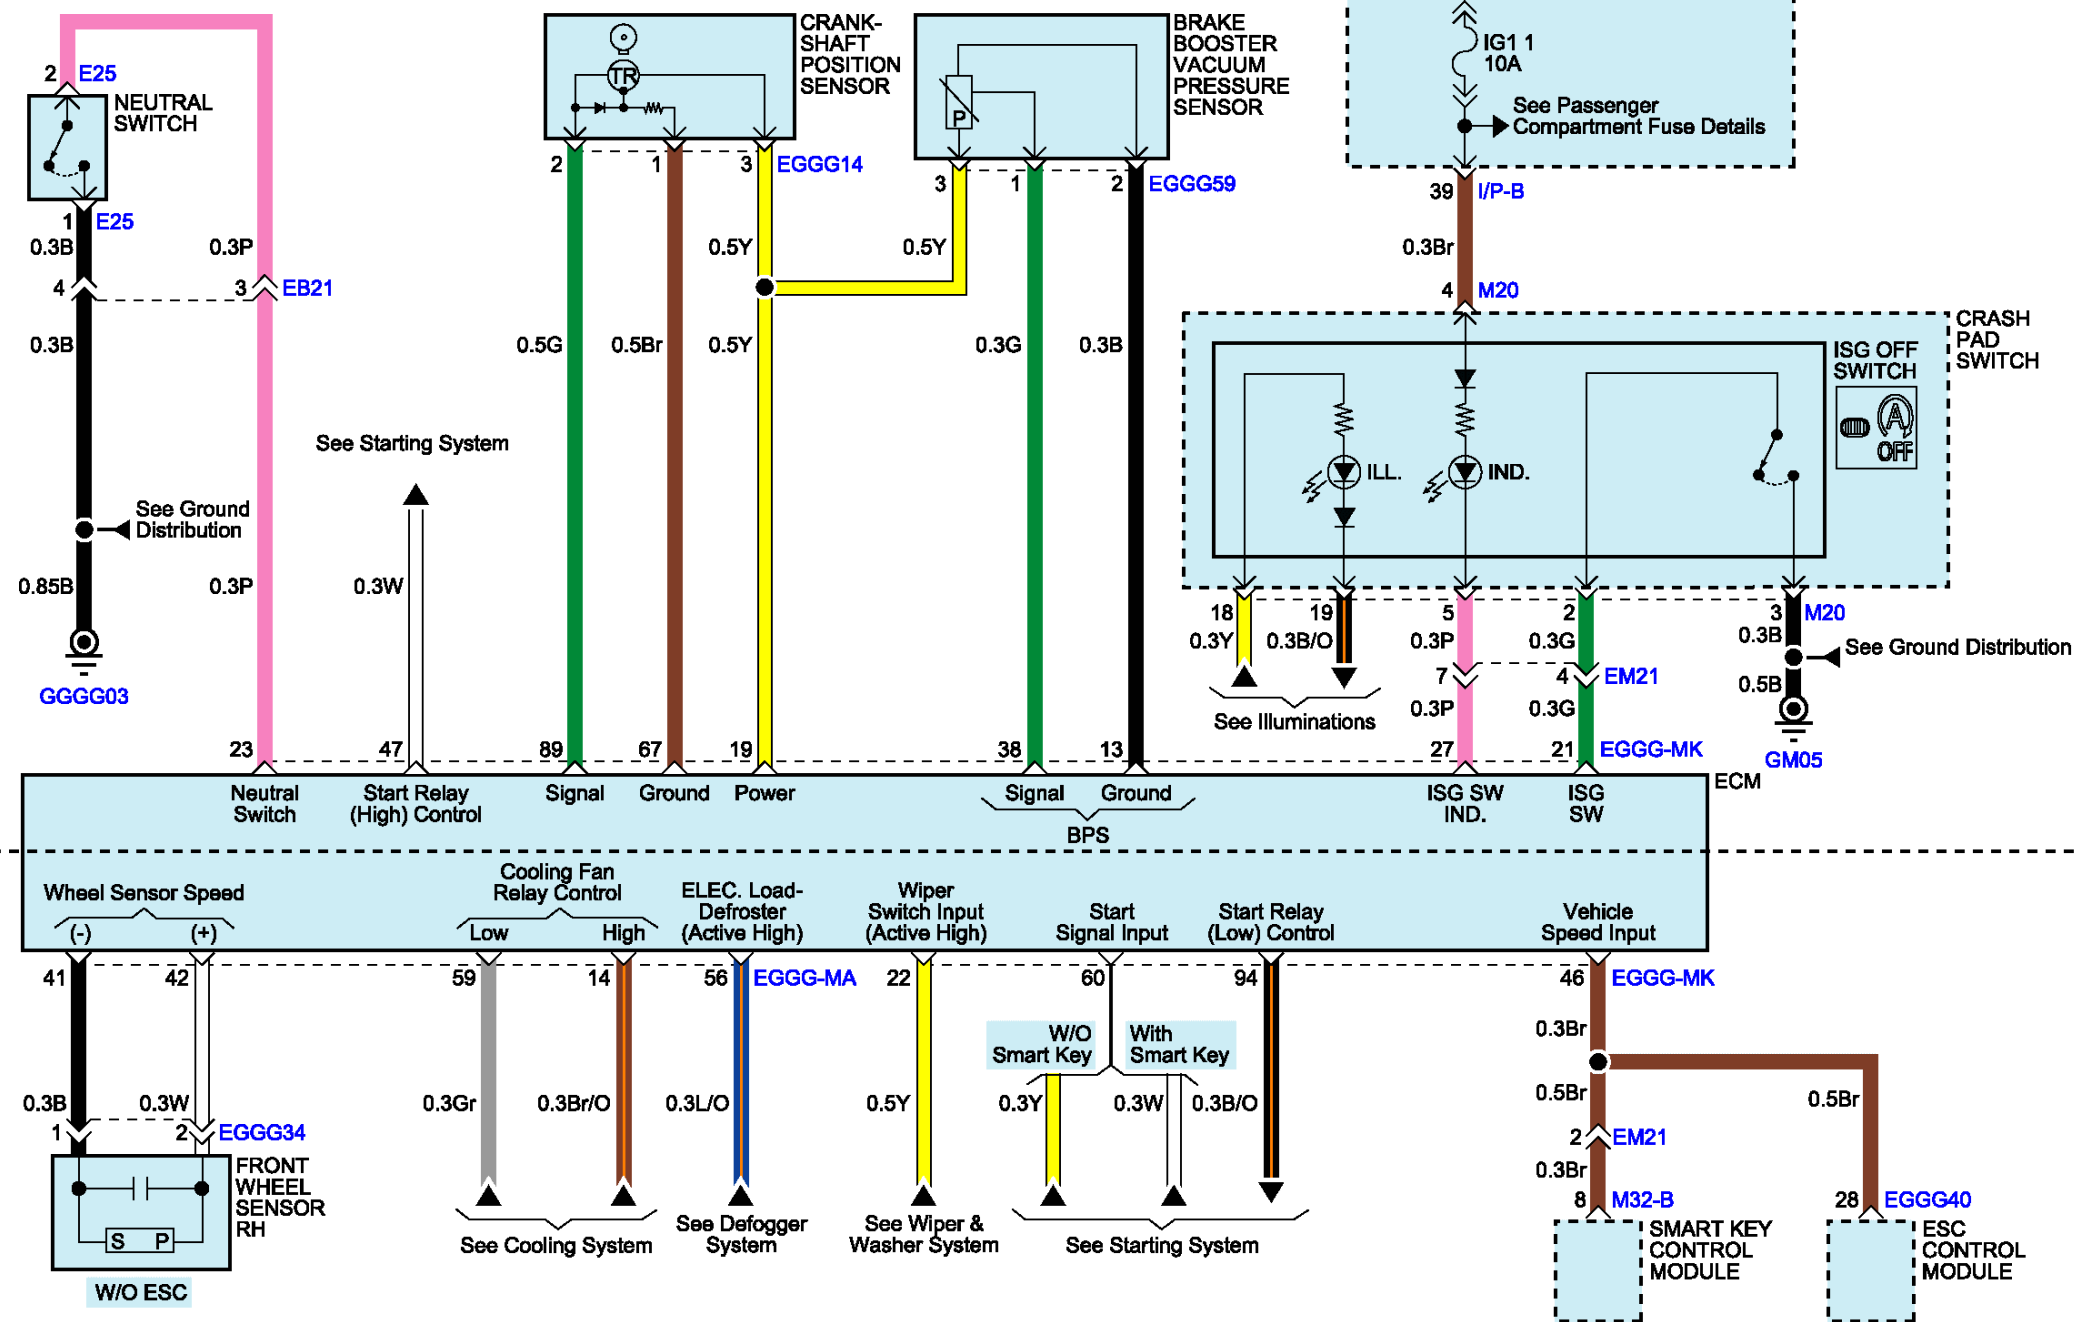 2 E25
NEUTRAL
SWITCH
1 E25
0.3B
0.3P
4
3 EB21
0.3B
See Ground
Distribution
0.85B
0.3P
GGGG03
See Starting System
0.3W
CRANK-
SHAFT
POSITION
SENSOR
TR
2
1
3 EGGG14
0.5Y
0.5G
0.5Br
0.5Y
BRAKE
BOOSTER
VACUUM
PRESSURE
SENSOR
P
3
1
2 EGGG59
0.5Y
0.3G
0.3B
IG1 1
10A
See Passenger
Compartment Fuse Details
39 I/P-B
0.3Br
4 M20
CRASH
PAD
SWITCH
ISG OFF
SWITCH
A
OFF
ILL.
IND.
18
19
5
2
3 M20
0.3Y
0.3B/O
0.3P
0.3G
0.3B
See Ground Distribution
7
4 EM21
0.5B
See Illuminations
0.3P
0.3G
GM05
23
47
89
67
19
38
13
27
21 EGGG-MK
ECM
Neutral
Switch
Start Relay
(High) Control
Signal
Ground
Power
Signal
Ground
BPS
ISG SW
IND.
ISG
SW
Wheel Sensor Speed
(-)
(+)
Cooling Fan
Relay Control
Low
High
ELEC. Load-
Defroster
(Active High)
Wiper
Switch Input
(Active High)
Start
Signal Input
Start Relay
(Low) Control
Vehicle
Speed Input
41
42
59
14
56 EGGG-MA
22
60
94
46 EGGG-MK
W/O
Smart Key
With
Smart Key
0.3Br
0.3B
0.3W
0.3Gr
0.3Br/O
0.3L/O
0.5Y
0.3Y
0.3W
0.3B/O
0.5Br
0.5Br
1
2 EGGG34
2 EM21
0.3Br
FRONT
WHEEL
SENSOR
RH
S P
W/O ESC
See Cooling System
See Defogger
System
See Wiper &
Washer System
See Starting System
8 M32-B
SMART KEY
CONTROL
MODULE
28 EGGG40
ESC
CONTROL
MODULE